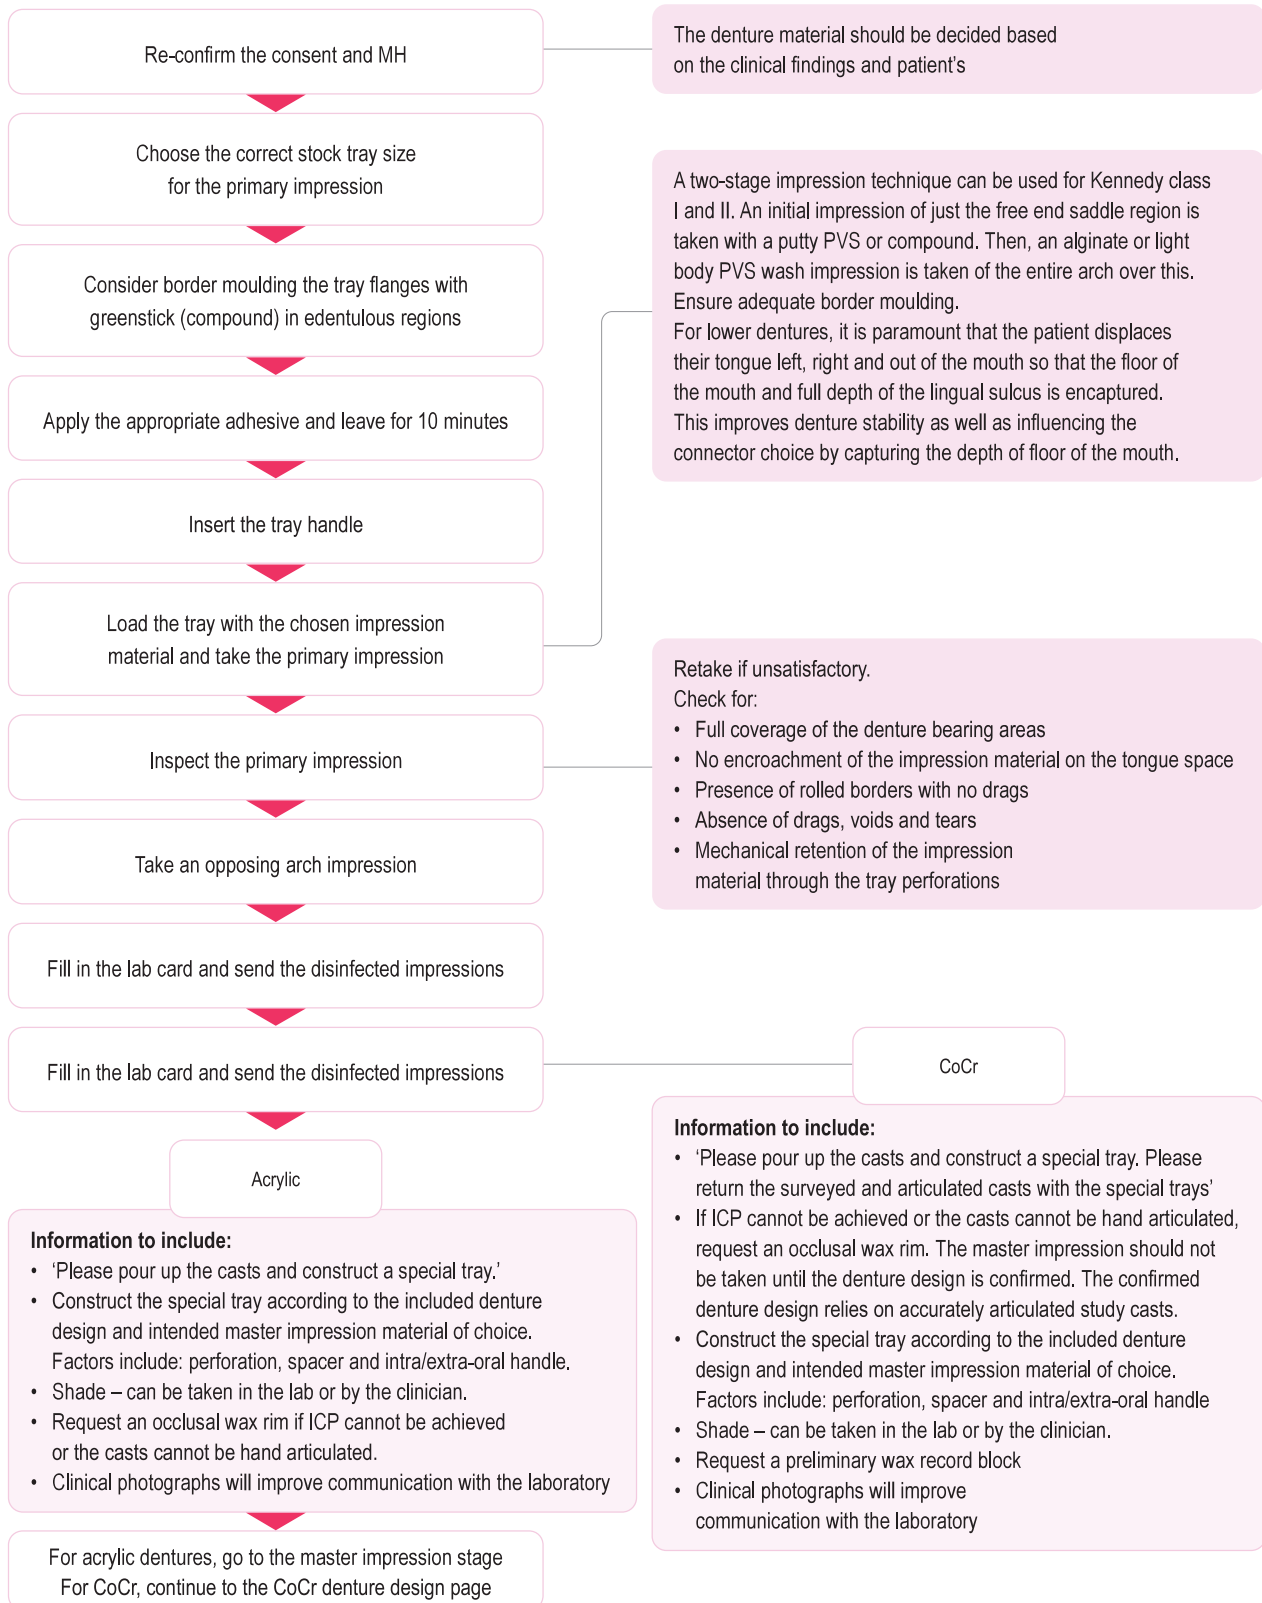 Re-confirm the consent and MH
The denture material should be decided based
on the clinical findings and patient's
Choose the correct stock tray size
for the primary impression
Consider border moulding the tray flanges with
greenstick (compound) in edentulous regions
Apply the appropriate adhesive and leave for 10 minutes
Insert the tray handle
Load the tray with the chosen impression
material and take the primary impression
A two-stage impression technique can be used for Kennedy class
I and II. An initial impression of just the free end saddle region is
taken with a putty PVS or compound. Then, an alginate or light
body PVS wash impression is taken of the entire arch over this.
Ensure adequate border moulding.
For lower dentures, it is paramount that the patient displaces
their tongue left, right and out of the mouth so that the floor of
the mouth and full depth of the lingual sulcus is encaptured.
This improves denture stability as well as influencing the
connector choice by capturing the depth of floor of the mouth.
Inspect the primary impression
Retake if unsatisfactory.
Check for:
• Full coverage of the denture bearing areas
• No encroachment of the impression material on the tongue space
• Presence of rolled borders with no drags
• Absence of drags, voids and tears
• Mechanical retention of the impression
material through the tray perforations
Take an opposing arch impression
Fill in the lab card and send the disinfected impressions
Fill in the lab card and send the disinfected impressions
Acrylic
Information to include:
• 'Please pour up the casts and construct a special tray.'
• Construct the special tray according to the included denture
design and intended master impression material of choice.
Factors include: perforation, spacer and intra/extra-oral handle.
• Shade – can be taken in the lab or by the clinician.
• Request an occlusal wax rim if ICP cannot be achieved
or the casts cannot be hand articulated.
• Clinical photographs will improve communication with the laboratory
CoCr
Information to include:
• 'Please pour up the casts and construct a special tray. Please
return the surveyed and articulated casts with the special trays'
• If ICP cannot be achieved or the casts cannot be hand articulated,
request an occlusal wax rim. The master impression should not
be taken until the denture design is confirmed. The confirmed
denture design relies on accurately articulated study casts.
• Construct the special tray according to the included denture
design and intended master impression material of choice.
Factors include: perforation, spacer and intra/extra-oral handle
• Shade – can be taken in the lab or by the clinician.
• Request a preliminary wax record block
• Clinical photographs will improve
communication with the laboratory
For acrylic dentures, go to the master impression stage
For CoCr, continue to the CoCr denture design page